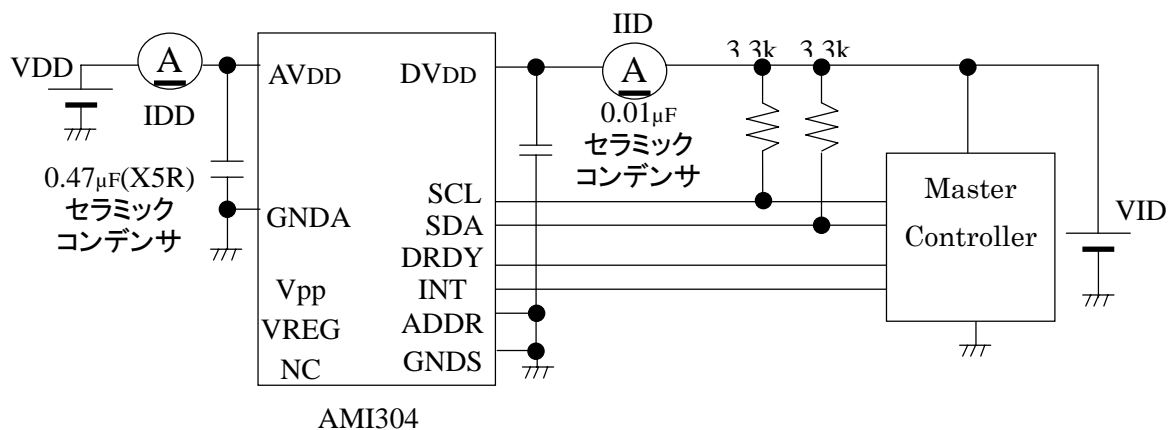 VDD
A
IDD
0.47µF(X5R)
セラミック
コンデンサ
AVDD
GNDA
Vpp
VREG
NC
DVDD
SCL
SDA
DRDY
INT
ADDR
GNDS
AMI304
IID
A
0.01µF
セラミック
コンデンサ
3.3k
3.3k
Master
Controller
VID